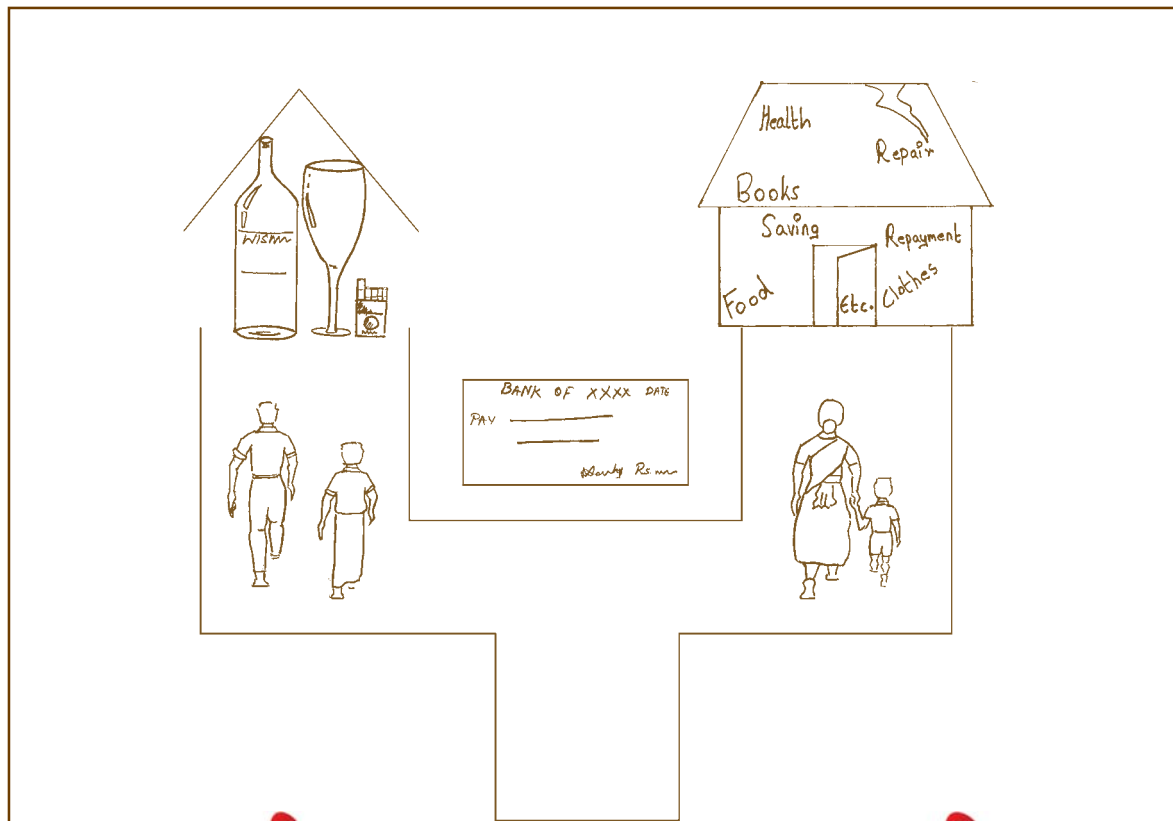 Health
Repair
Books
Saving
Repayment
Food
Etc.
Clothes
BANK OF XXXX DATE
PAY
Rs.